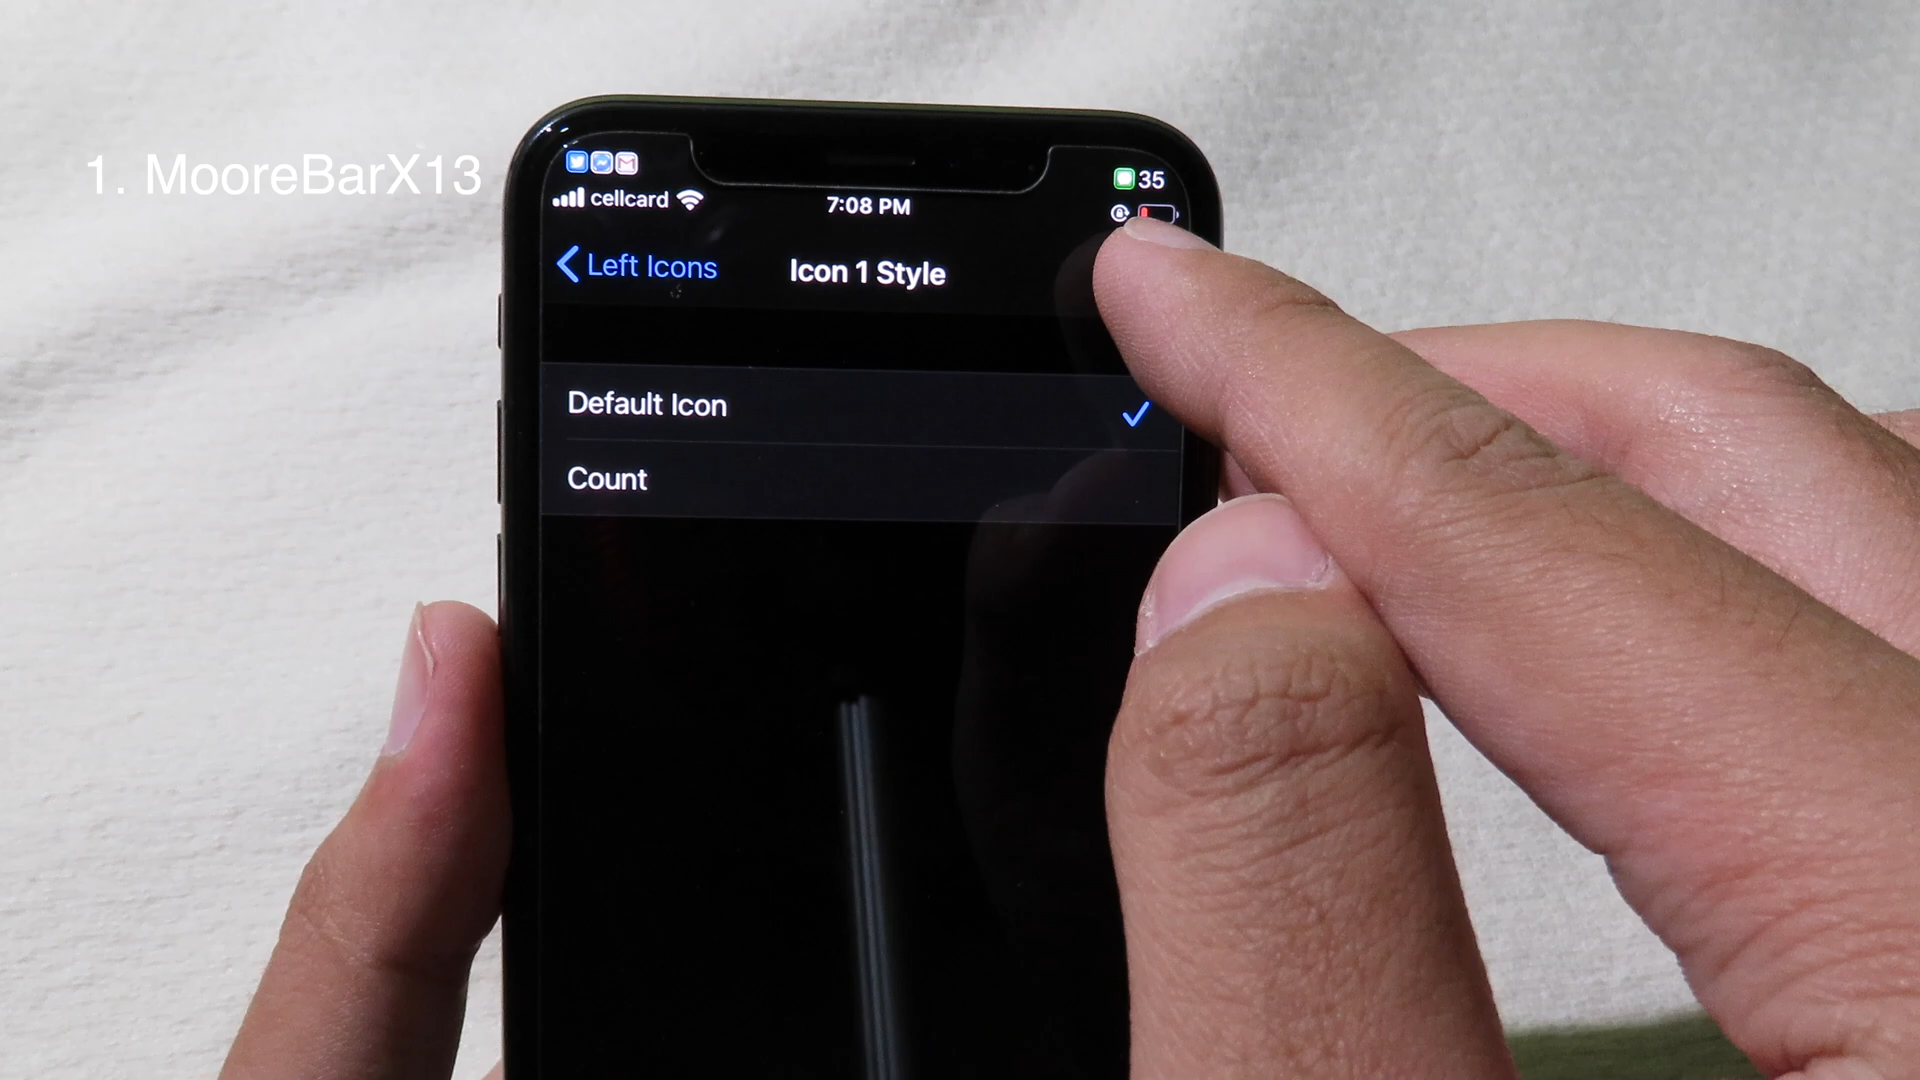 1. MooreBarX13
35
cellcard
7:08 PM
Left Icons
Icon 1 Style
Default Icon
Count